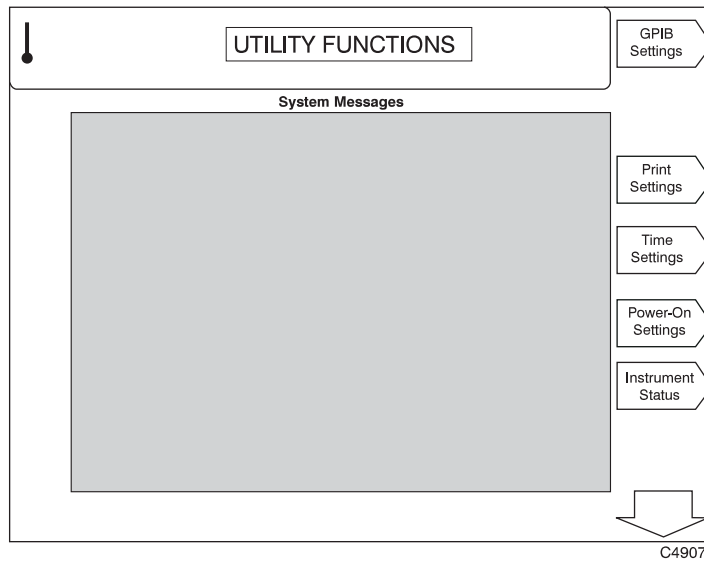 UTILITY FUNCTIONS
GPIB
Settings
System Messages
Print
Settings
Time
Settings
Power-On
Settings
Instrument
Status
C4907